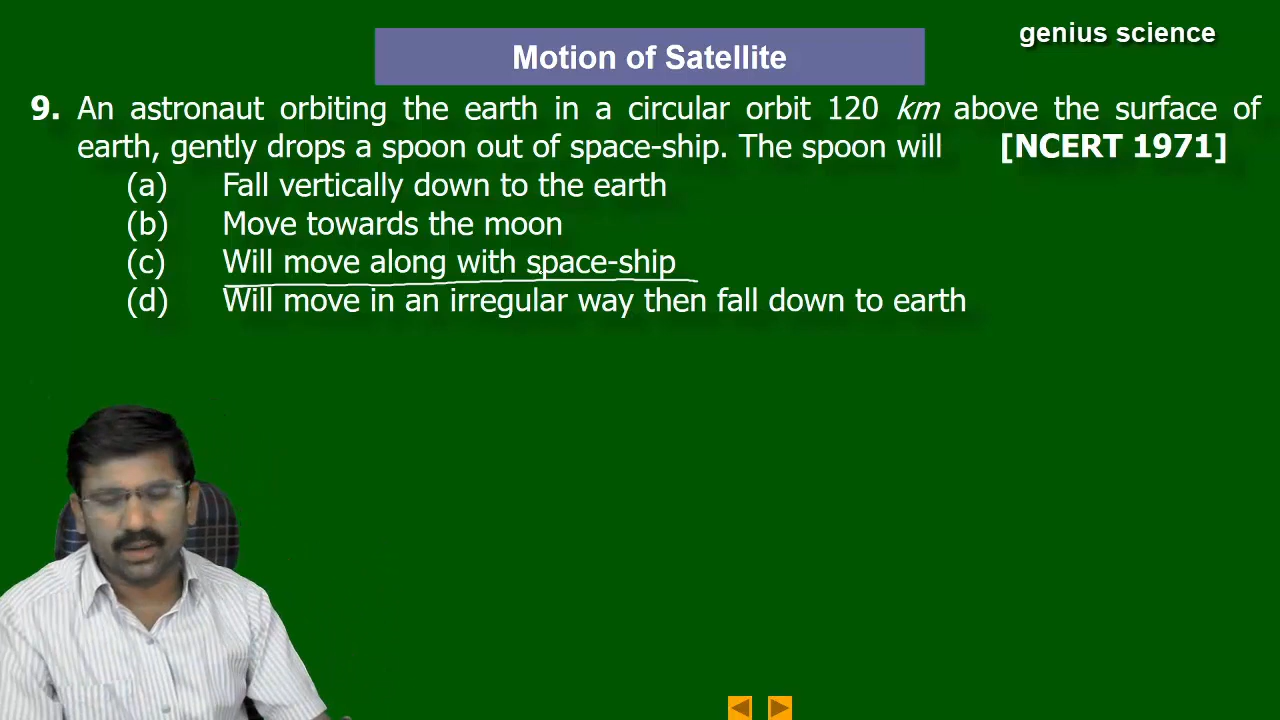 genius science
Motion of Satellite
9. An astronaut orbiting the earth in a circular orbit 120 km above the surface of
earth, gently drops a spoon out of space-ship. The spoon will [NCERT 1971]
(a) Fall vertically down to the earth
(b) Move towards the moon
(c) Will move along with space-ship
(d) Will move in an irregular way then fall down to earth